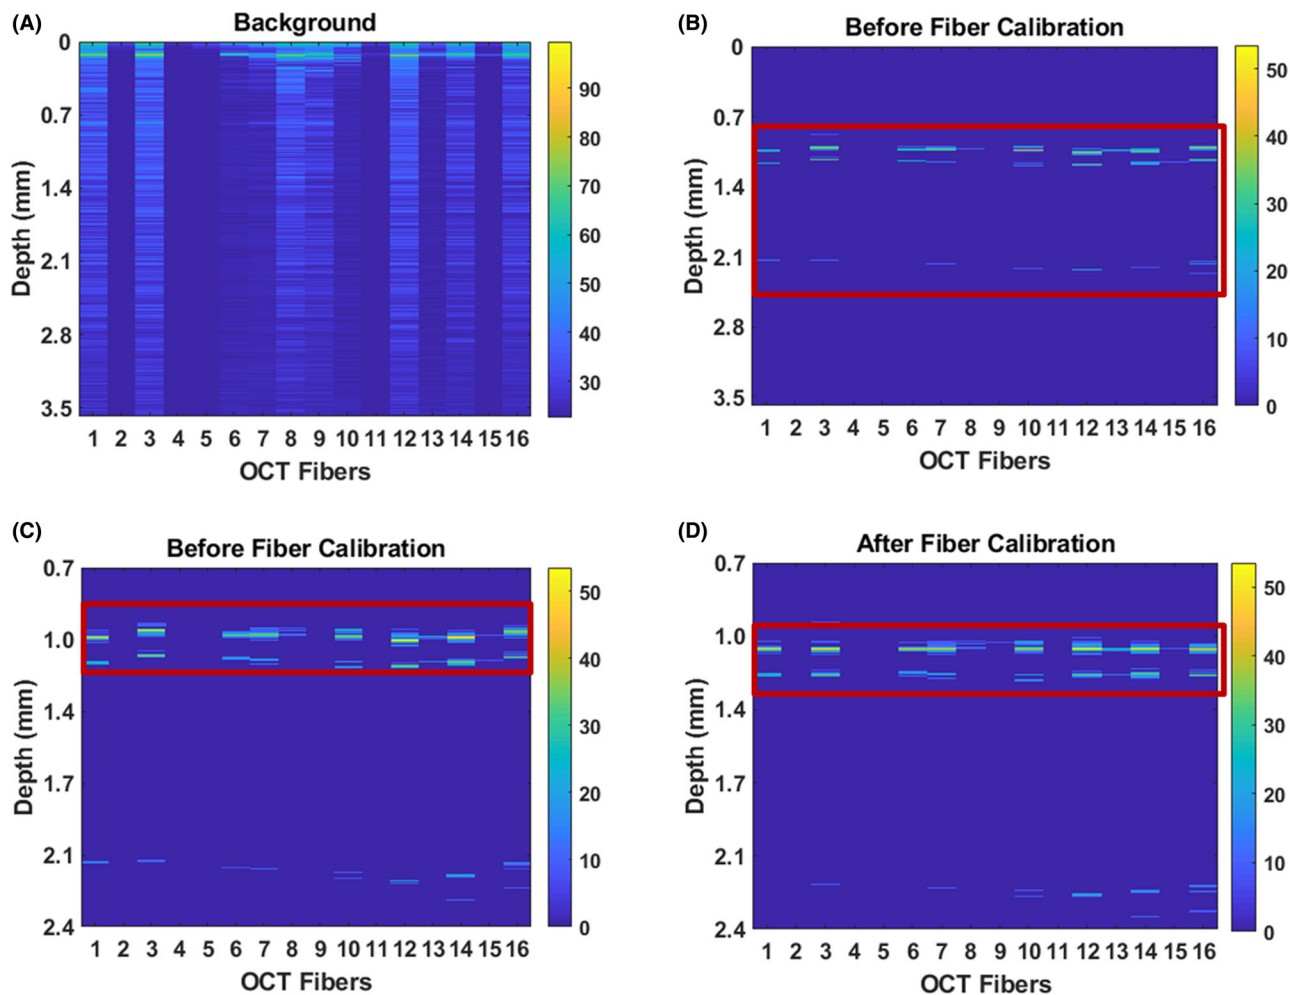 (A)
Background
0
0.7
1.4
2.1
2.8
3.5
Depth (mm)
1 2 3 4 5 6 7 8 9 10 11 12 13 14 15 16
OCT Fibers
90
80
70
60
50
40
30
(B)
Before Fiber Calibration
0
0.7
1.4
2.1
2.8
3.5
Depth (mm)
1 2 3 4 5 6 7 8 9 10 11 12 13 14 15 16
OCT Fibers
50
40
30
20
10
0
(C)
Before Fiber Calibration
0.7
1.0
1.4
1.7
2.1
2.4
Depth (mm)
1 2 3 4 5 6 7 8 9 10 11 12 13 14 15 16
OCT Fibers
50
40
30
20
10
0
(D)
After Fiber Calibration
0.7
1.0
1.4
1.7
2.1
2.4
Depth (mm)
1 2 3 4 5 6 7 8 9 10 11 12 13 14 15 16
OCT Fibers
50
40
30
20
10
0